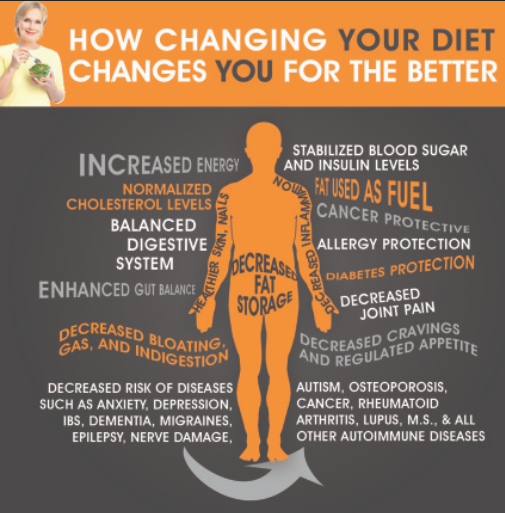 HOW CHANGING YOUR DIET
CHANGES YOU FOR THE BETTER
INCREASED ENERGY
NORMALIZED
CHOLESTEROL LEVELS
BALANCED
DIGESTIVE
SYSTEM
ENHANCED GUT BALANCE
DECREASED BLOATING,
GAS, AND INDIGESTION
HEALTHIER SKIN, NAILS
DECREASED
FAT
STORAGE
DECREASED INFLAMM
STABILIZED BLOOD SUGAR
AND INSULIN LEVELS
FAT USED AS FUEL
CANCER PROTECTIVE
ALLERGY PROTECTION
DIABETES PROTECTION
DECREASED
JOINT PAIN
DECREASED CRAVINGS
AND REGULATED APPETITE
DECREASED RISK OF DISEASES
SUCH AS ANXIETY, DEPRESSION,
IBS, DEMENTIA, MIGRAINES,
EPILEPSY, NERVE DAMAGE,
AUTISM, OSTEOPOROSIS,
CANCER, RHEUMATOID
ARTHRITIS, LUPUS, M.S., & ALL
OTHER AUTOIMMUNE DISEASES